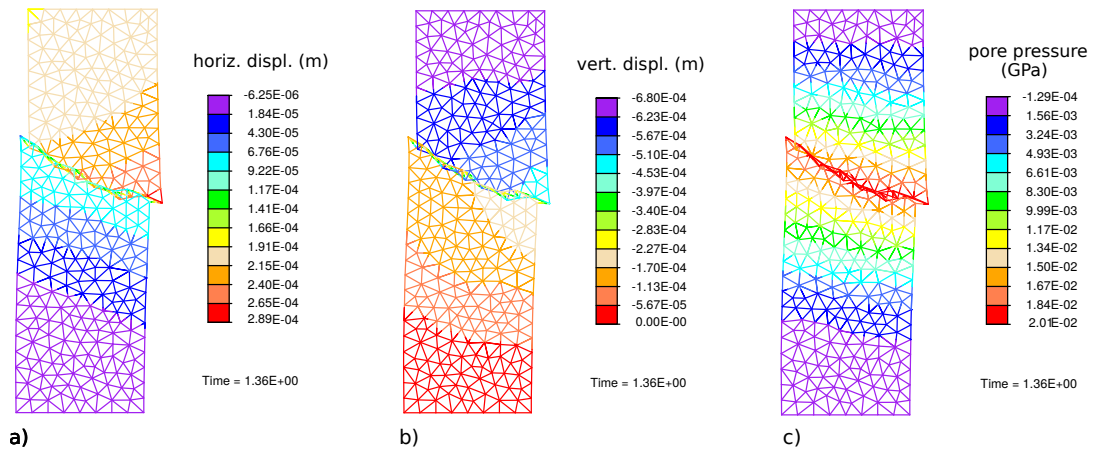 horiz. displ. (m)
-6.25E-06
1.84E-05
4.30E-05
6.76E-05
9.22E-05
1.17E-04
1.41E-04
1.66E-04
1.91E-04
2.15E-04
2.40E-04
2.65E-04
2.89E-04
Time = 1.36E+00
a)
vert. displ. (m)
-6.80E-04
-6.23E-04
-5.67E-04
-5.10E-04
-4.53E-04
-3.97E-04
-3.40E-04
-2.83E-04
-2.27E-04
-1.70E-04
-1.13E-04
-5.67E-05
0.00E+00
Time = 1.36E+00
b)
pore pressure
(GPa)
-1.29E-04
1.56E-03
3.24E-03
4.93E-03
6.61E-03
8.30E-03
9.99E-03
1.17E-02
1.34E-02
1.50E-02
1.67E-02
1.84E-02
2.01E-02
Time = 1.36E+00
c)